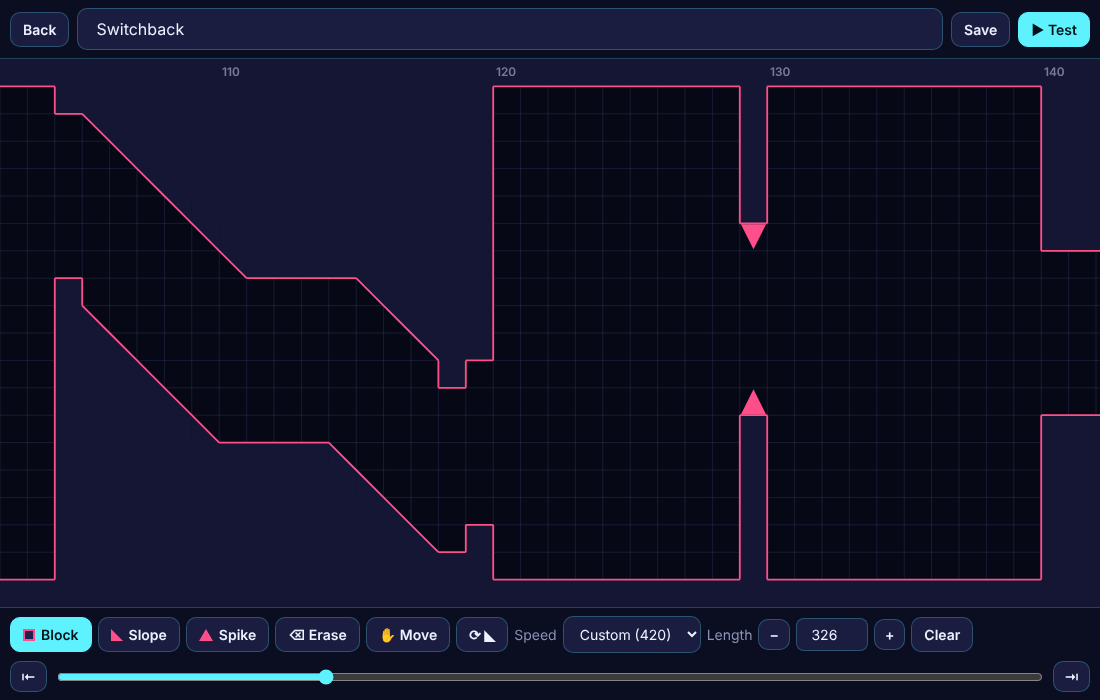 Back Switchback Save Test
110 120 130 140
Block Slope Spike Erase Move Speed Custom (420) Length − 326 + Clear